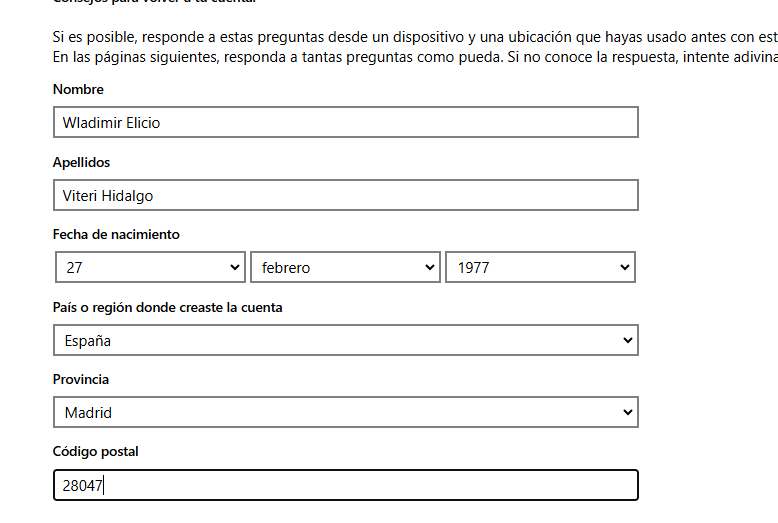 Consejos para volver a tu cuenta:
Si es posible, responde a estas preguntas desde un dispositivo y una ubicación que hayas usado antes con est
En las páginas siguientes, responda a tantas preguntas como pueda. Si no conoce la respuesta, intente adivina
Nombre
Wladimir Elicio
Apellidos
Viteri Hidalgo
Fecha de nacimiento
27 febrero 1977
País o región donde creaste la cuenta
España
Provincia
Madrid
Código postal
28047